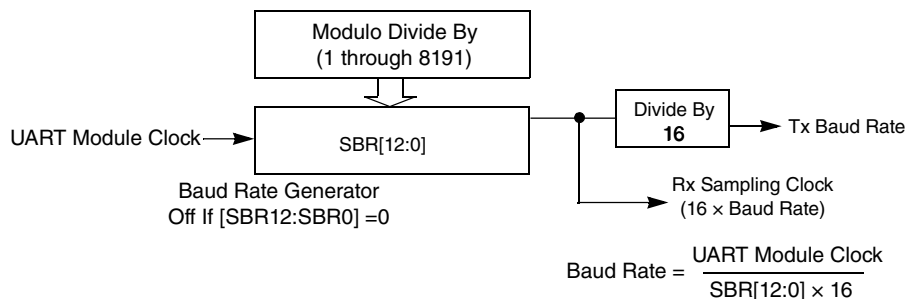 Modulo Divide By
(1 through 8191)
UART Module Clock
SBR[12:0]
Divide By
16
Tx Baud Rate
Baud Rate Generator
Off If [SBR12:SBR0] =0
Rx Sampling Clock
(16 × Baud Rate)
Baud Rate = UART Module Clock
SBR[12:0] × 16